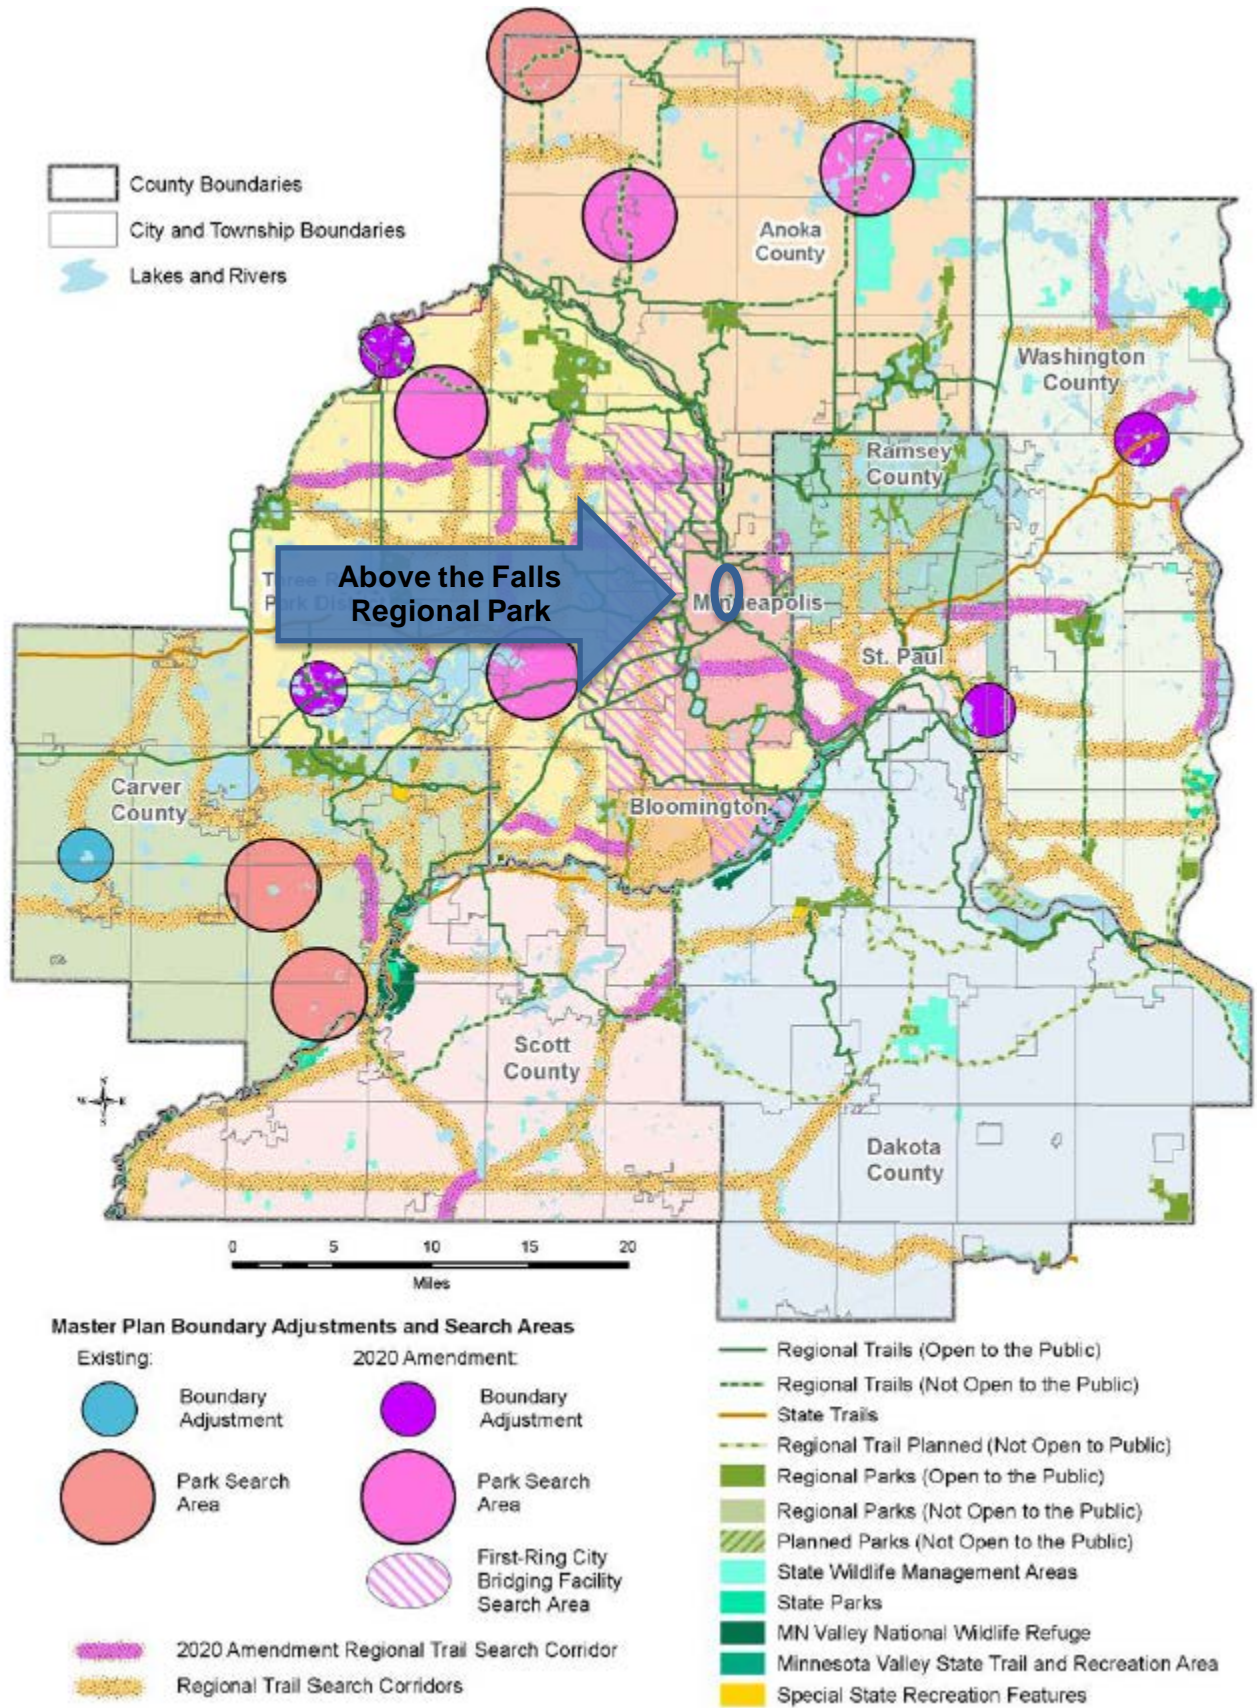 County Boundaries
City and Township Boundaries
Lakes and Rivers
Anoka
County
Washington
County
Ramsey
County
Above the Falls
Regional Park
Minneapolis
St. Paul
Carver
County
Bloomington
Scott
County
Dakota
County
0 5 10 15 20
Miles
Master Plan Boundary Adjustments and Search Areas
Existing:
Boundary
Adjustment
Park Search
Area
2020 Amendment:
Boundary
Adjustment
Park Search
Area
First-Ring City
Bridging Facility
Search Area
2020 Amendment Regional Trail Search Corridor
Regional Trail Search Corridors
Regional Trails (Open to the Public)
Regional Trails (Not Open to the Public)
State Trails
Regional Trail Planned (Not Open to Public)
Regional Parks (Open to the Public)
Regional Parks (Not Open to the Public)
Planned Parks (Not Open to the Public)
State Wildlife Management Areas
State Parks
MN Valley National Wildlife Refuge
Minnesota Valley State Trail and Recreation Area
Special State Recreation Features